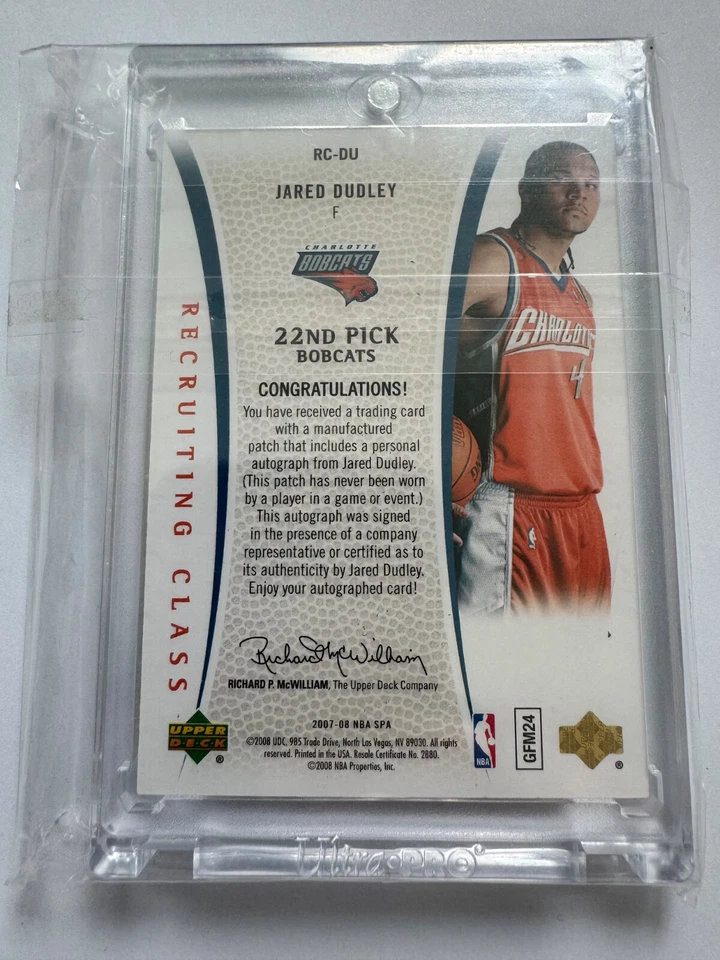 RC-DU
JARED DUDLEY
F
CHARLOTTE
BOBCATS
22ND PICK
BOBCATS
CONGRATULATIONS!
You have received a trading card
with a manufactured
patch that includes a personal
autograph from Jared Dudley.
(This patch has never been worn
by a player in a game or event.)
This autograph was signed
in the presence of a company
representative or certified as to
its authenticity by Jared Dudley.
Enjoy your autographed card!
Richard P. McWilliam
RICHARD P. McWILLIAM, The Upper Deck Company
2007-08 NBA SPA
©2008 UDC. 985 Trade Drive, North Las Vegas, NV 89030. All rights
reserved. Printed in the USA. Resale Certificate No. 2880.
©2008 NBA Properties, Inc.
RECRUITING CLASS
UPPER
DECK
®
NBA
GFM24
®
CHARLOTTE
4
Ultra·PRO®